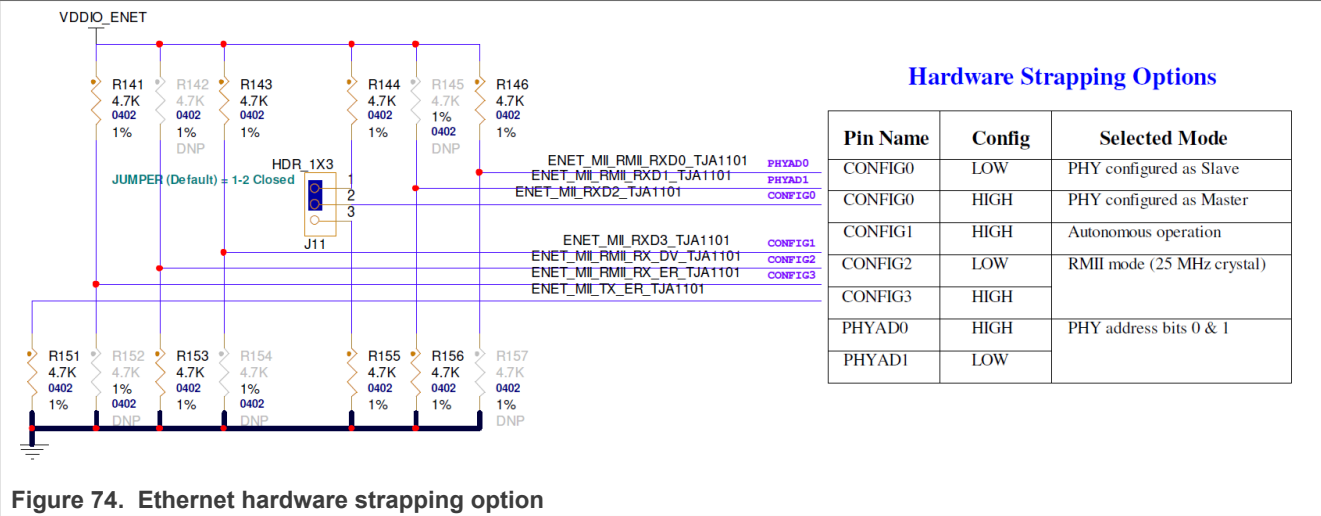 VDDIO_ENET
R141
4.7K
0402
1%
R142
4.7K
1%
DNP
R143
4.7K
0402
1%
R144
4.7K
0402
1%
R145
4.7K
1%
0402
DNP
R146
4.7K
0402
1%
HDR_1X3
JUMPER (Default) = 1-2 Closed
1
2
3
J11
ENET_MII_RMII_RXD0_TJA1101 PHYAD0
ENET_MII_RMII_RXD1_TJA1101 PHYAD1
ENET_MII_RXD2_TJA1101 CONFIG0
ENET_MII_RXD3_TJA1101 CONFIG1
ENET_MII_RMII_RX_DV_TJA1101 CONFIG2
ENET_MII_RMII_RX_ER_TJA1101 CONFIG3
ENET_MII_TX_ER_TJA1101
R151
4.7K
0402
1%
R152
4.7K
1%
0402
DNP
R153
4.7K
0402
1%
R154
4.7K
1%
0402
DNP
R155
4.7K
0402
1%
R156
4.7K
0402
1%
R157
4.7K
0402
1%
DNP
Hardware Strapping Options
Pin Name Config Selected Mode
CONFIG0 LOW PHY configured as Slave
CONFIG0 HIGH PHY configured as Master
CONFIG1 HIGH Autonomous operation
CONFIG2 LOW RMII mode (25 MHz crystal)
CONFIG3 HIGH
PHYAD0 HIGH PHY address bits 0 & 1
PHYAD1 LOW
Figure 74. Ethernet hardware strapping option